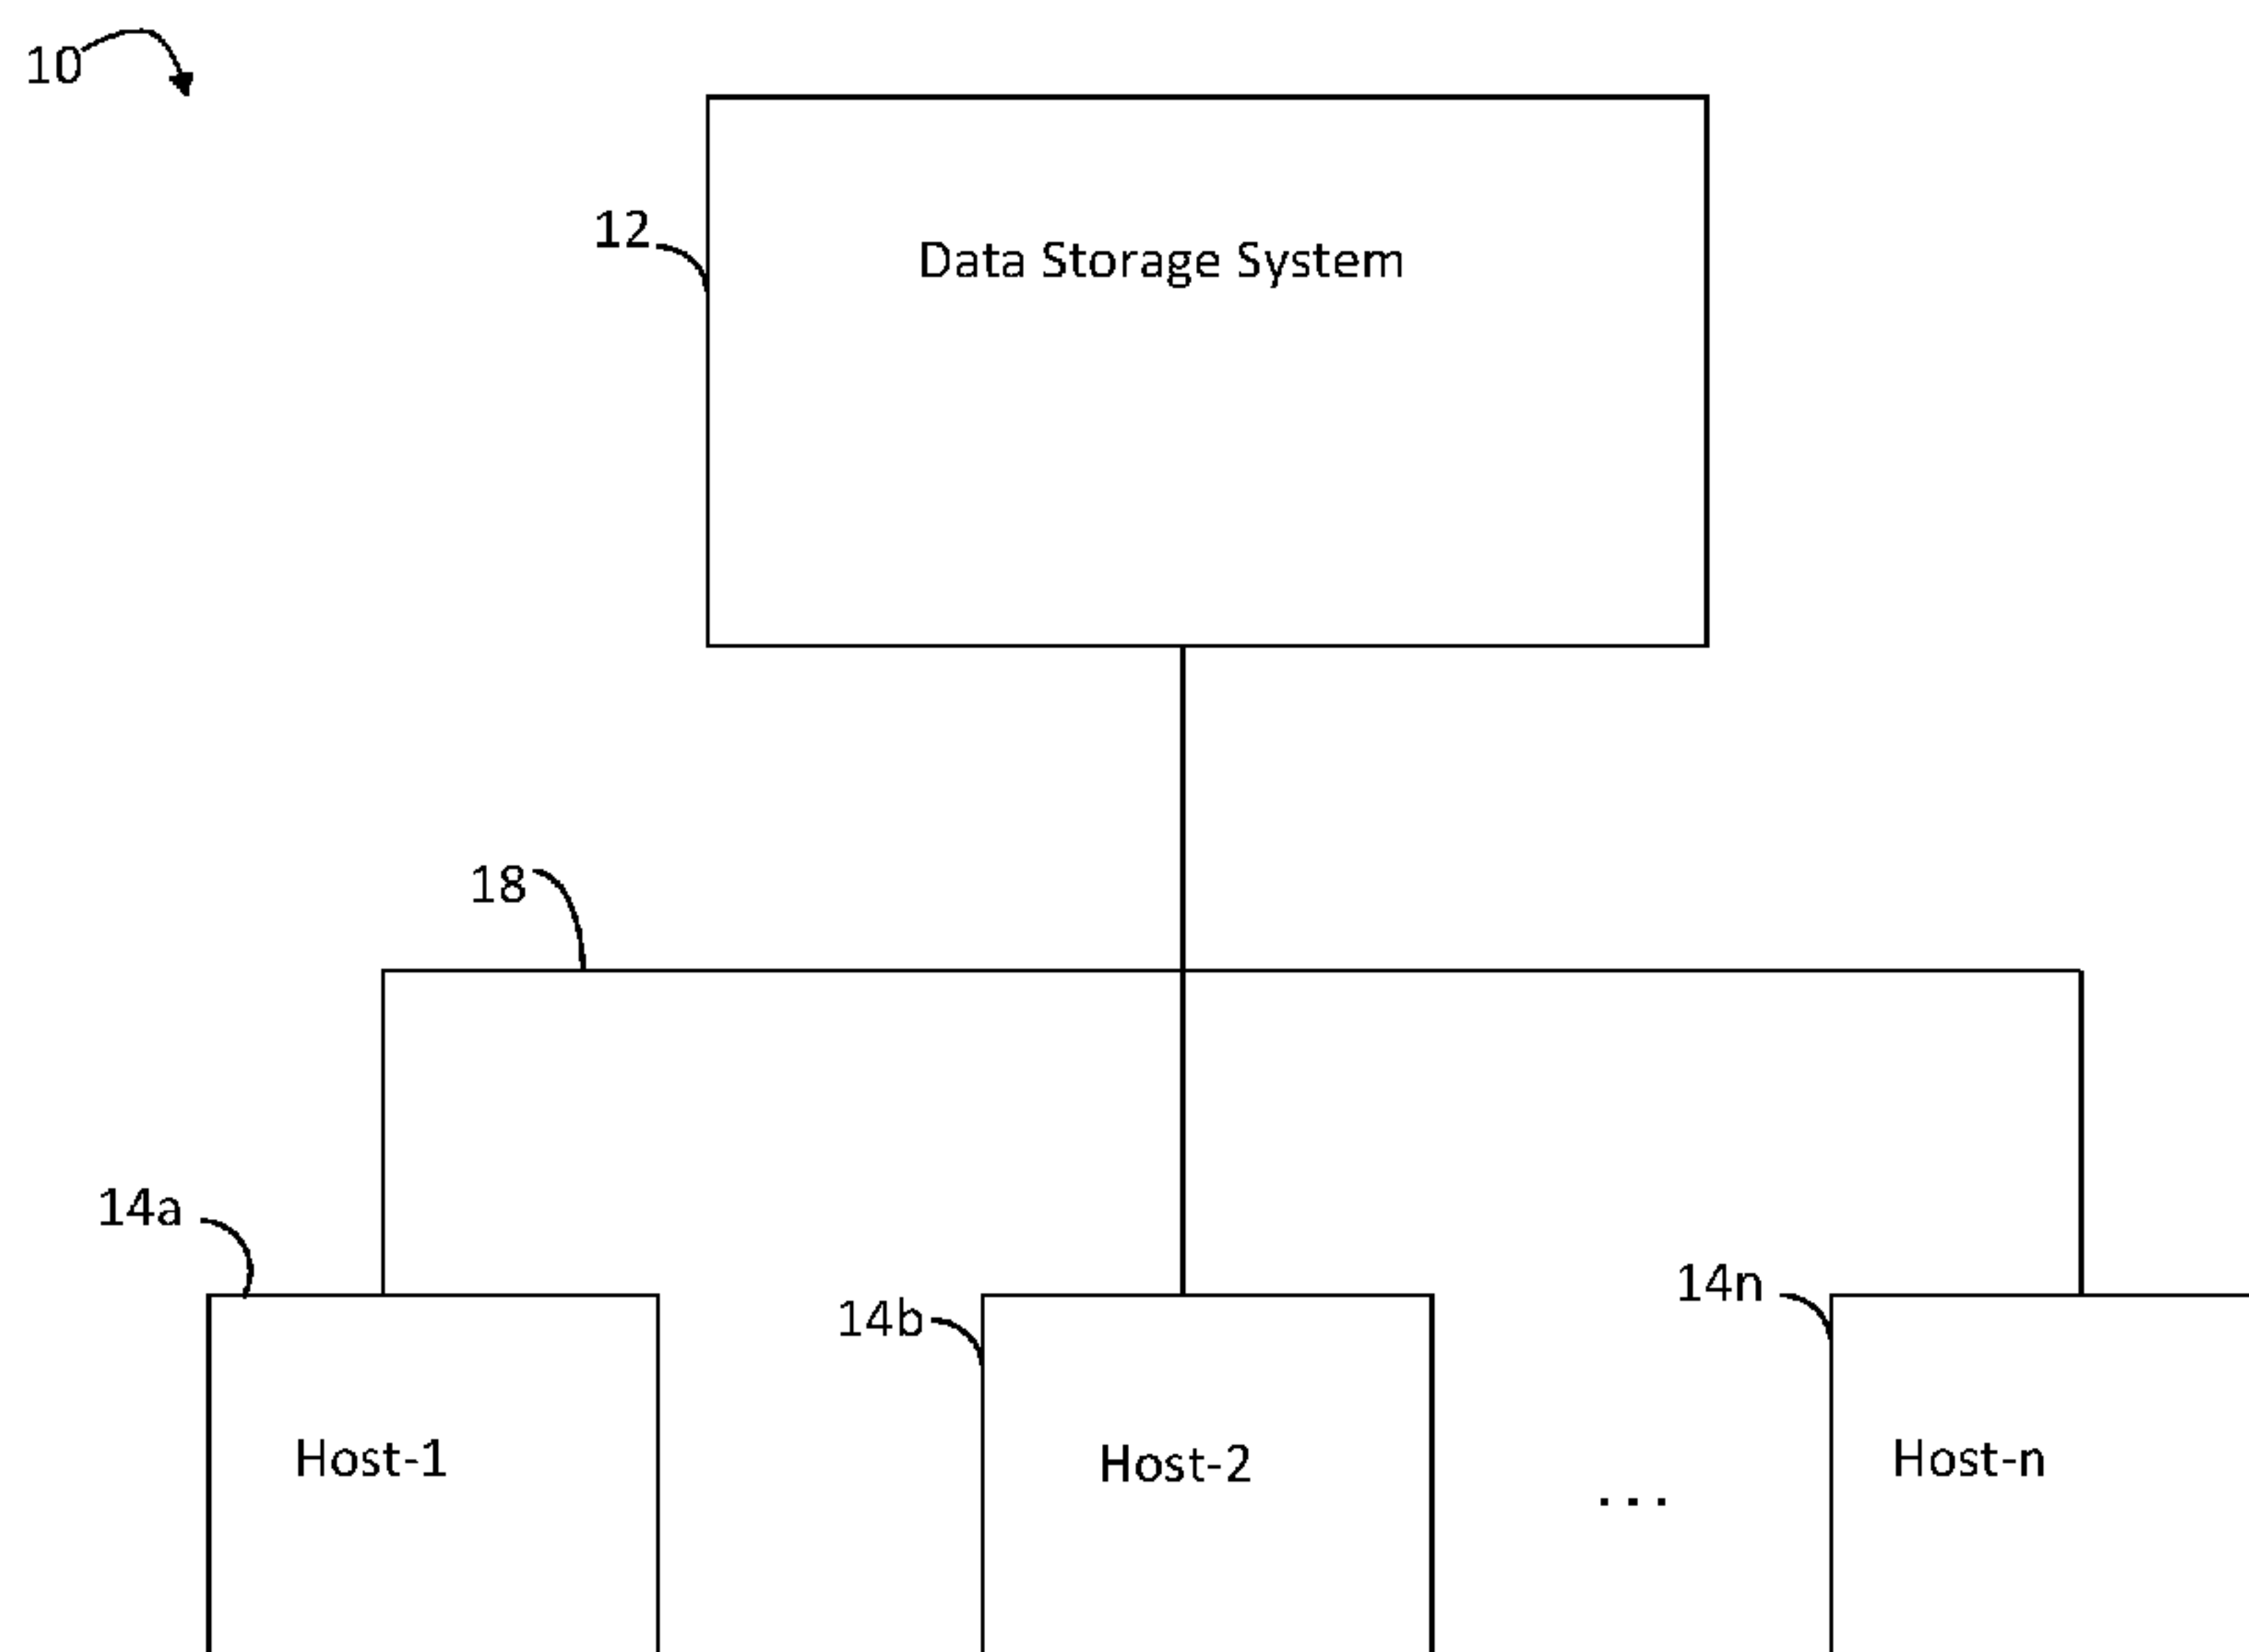 10
12
Data Storage System
18
14a
14b
14n
Host-1
Host-2
...
Host-n